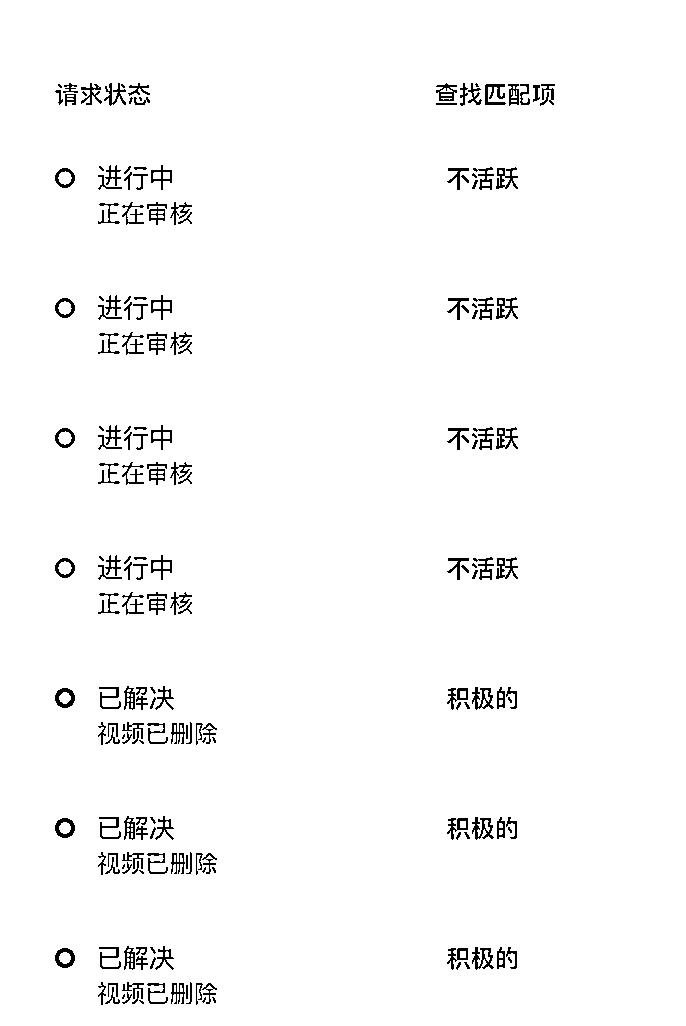 请求状态 查找匹配项
进行中 不活跃
正在审核
进行中 不活跃
正在审核
进行中 不活跃
正在审核
进行中 不活跃
正在审核
已解决 积极的
视频已删除
已解决 积极的
视频已删除
已解决 积极的
视频已删除